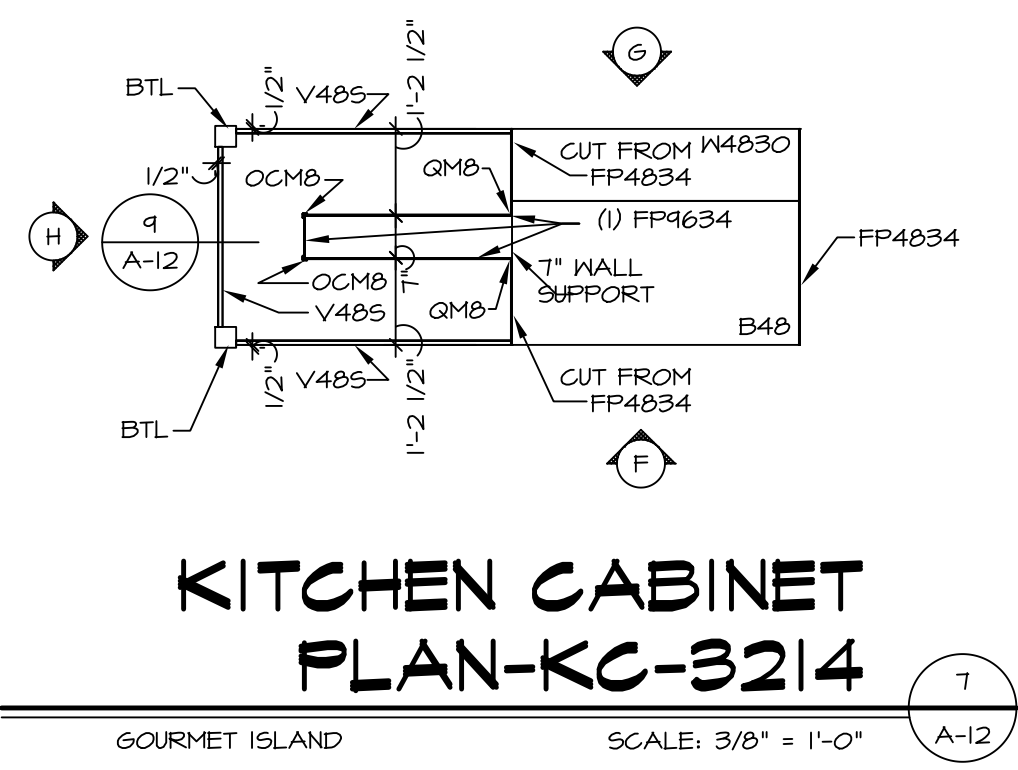 G
BTL
1/2"
V48S
1'-2 1/2"
CUT FROM
FP4834
W4830
1/2"
OCM8
QM8
(1) FP9634
H
9
A-12
FP4834
7" WALL
SUPPORT
OCM8
7"
V48S
QM8
B48
1/2"
V48S
1'-2 1/2"
CUT FROM
FP4834
BTL
F
KITCHEN CABINET
PLAN-KC-3214
7
A-12
GOURMET ISLAND
SCALE: 3/8" = 1'-0"